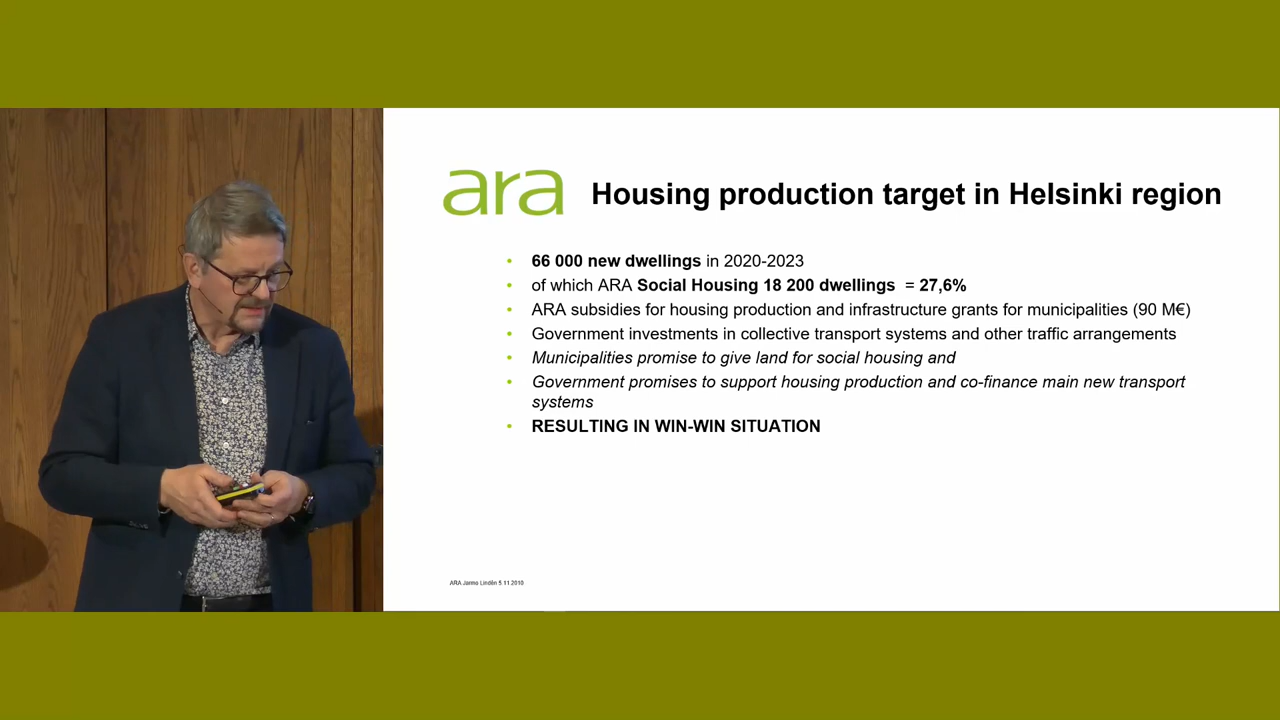 ara
Housing production target in Helsinki region
• 66 000 new dwellings in 2020-2023
• of which ARA Social Housing 18 200 dwellings = 27,6%
• ARA subsidies for housing production and infrastructure grants for municipalities (90 M€)
• Government investments in collective transport systems and other traffic arrangements
• Municipalities promise to give land for social housing and
• Government promises to support housing production and co-finance main new transport
systems
• RESULTING IN WIN-WIN SITUATION
ARA Jarmo Lindén 5.11.2010